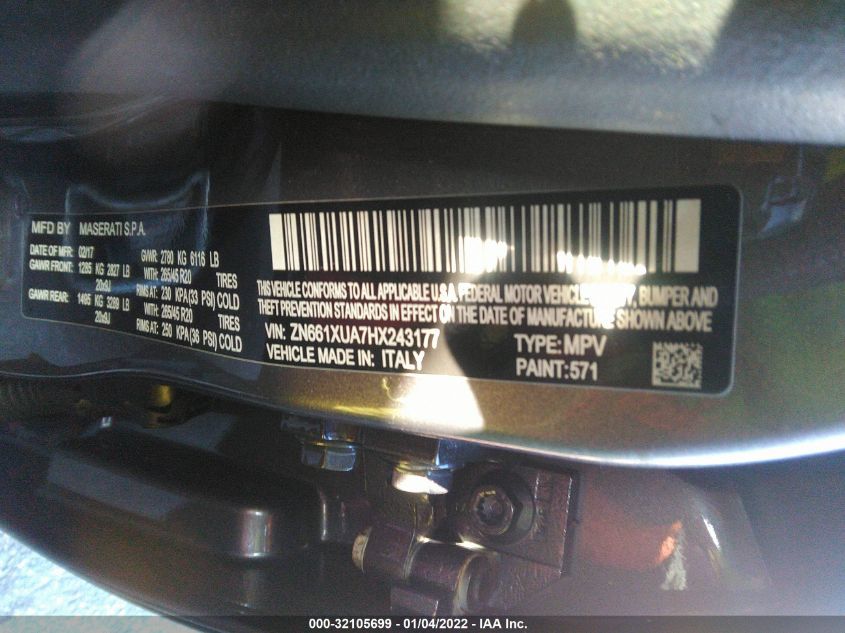 MFD BY MASERATI S.P.A.
DATE OF MFR: 02/17 GVWR: 2780 KG 6116 LB
GAWR FRONT: 1285 KG 2827 LB WITH: 265/45 R20 TIRES
20x9J RIMS AT: 230 KPA (33 PSI) COLD
GAWR REAR: 1495 KG 3289 LB WITH: 265/45 R20 TIRES
20x9J RIMS AT: 250 KPA (36 PSI) COLD
THIS VEHICLE CONFORMS TO ALL APPLICABLE U.S.A. FEDERAL MOTOR VEHICLE BUMPER AND
THEFT PREVENTION STANDARDS IN EFFECT ON THE DATE OF MANUFACTURE SHOWN ABOVE
VIN: ZN661XUA7HX243177
VEHICLE MADE IN: ITALY
TYPE: MPV
PAINT: 571
000-32105699 - 01/04/2022 - IAA Inc.